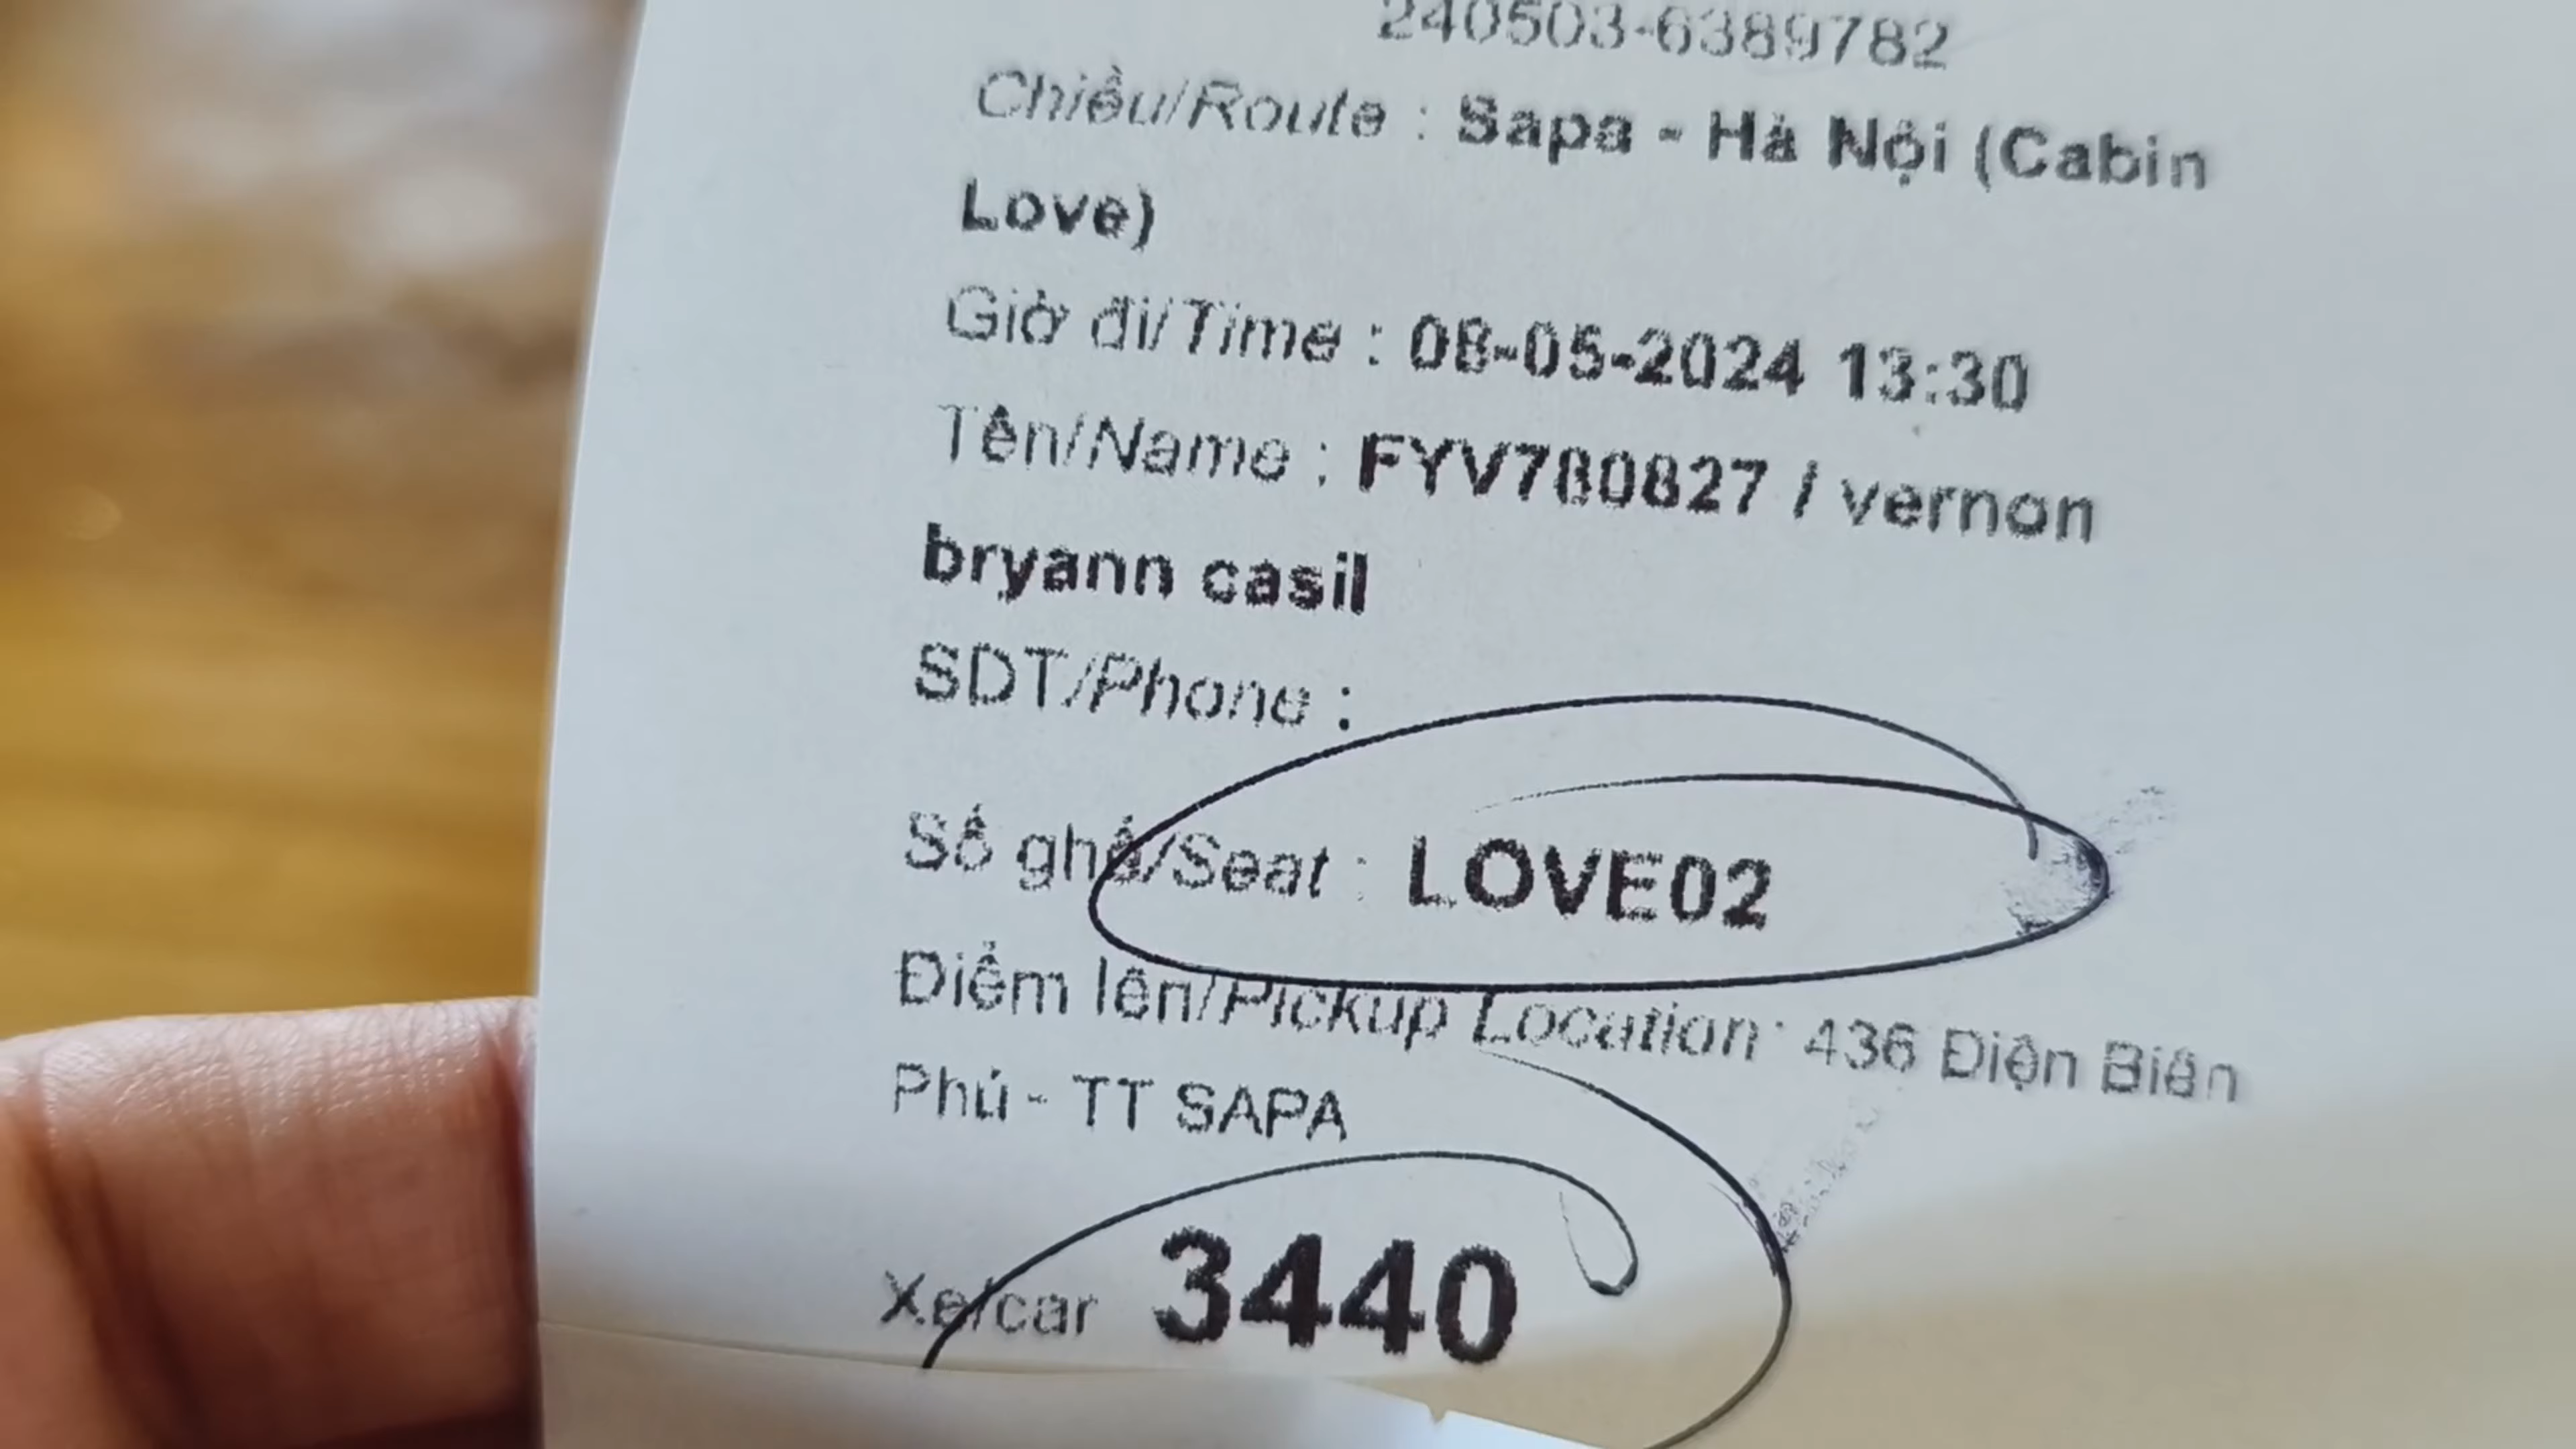 240503-6389782
Chiều/Route : Sapa - Hà Nội (Cabin
Love)
Giờ đi/Time : 08-05-2024 13:30
Tên/Name : FYV780827 / vernon
bryann casil
SDT/Phone :
Số ghế/Seat : LOVE02
Điểm lên/Pickup Location: 436 Điện Biên
Phủ - TT SAPA
Xe/car 3440